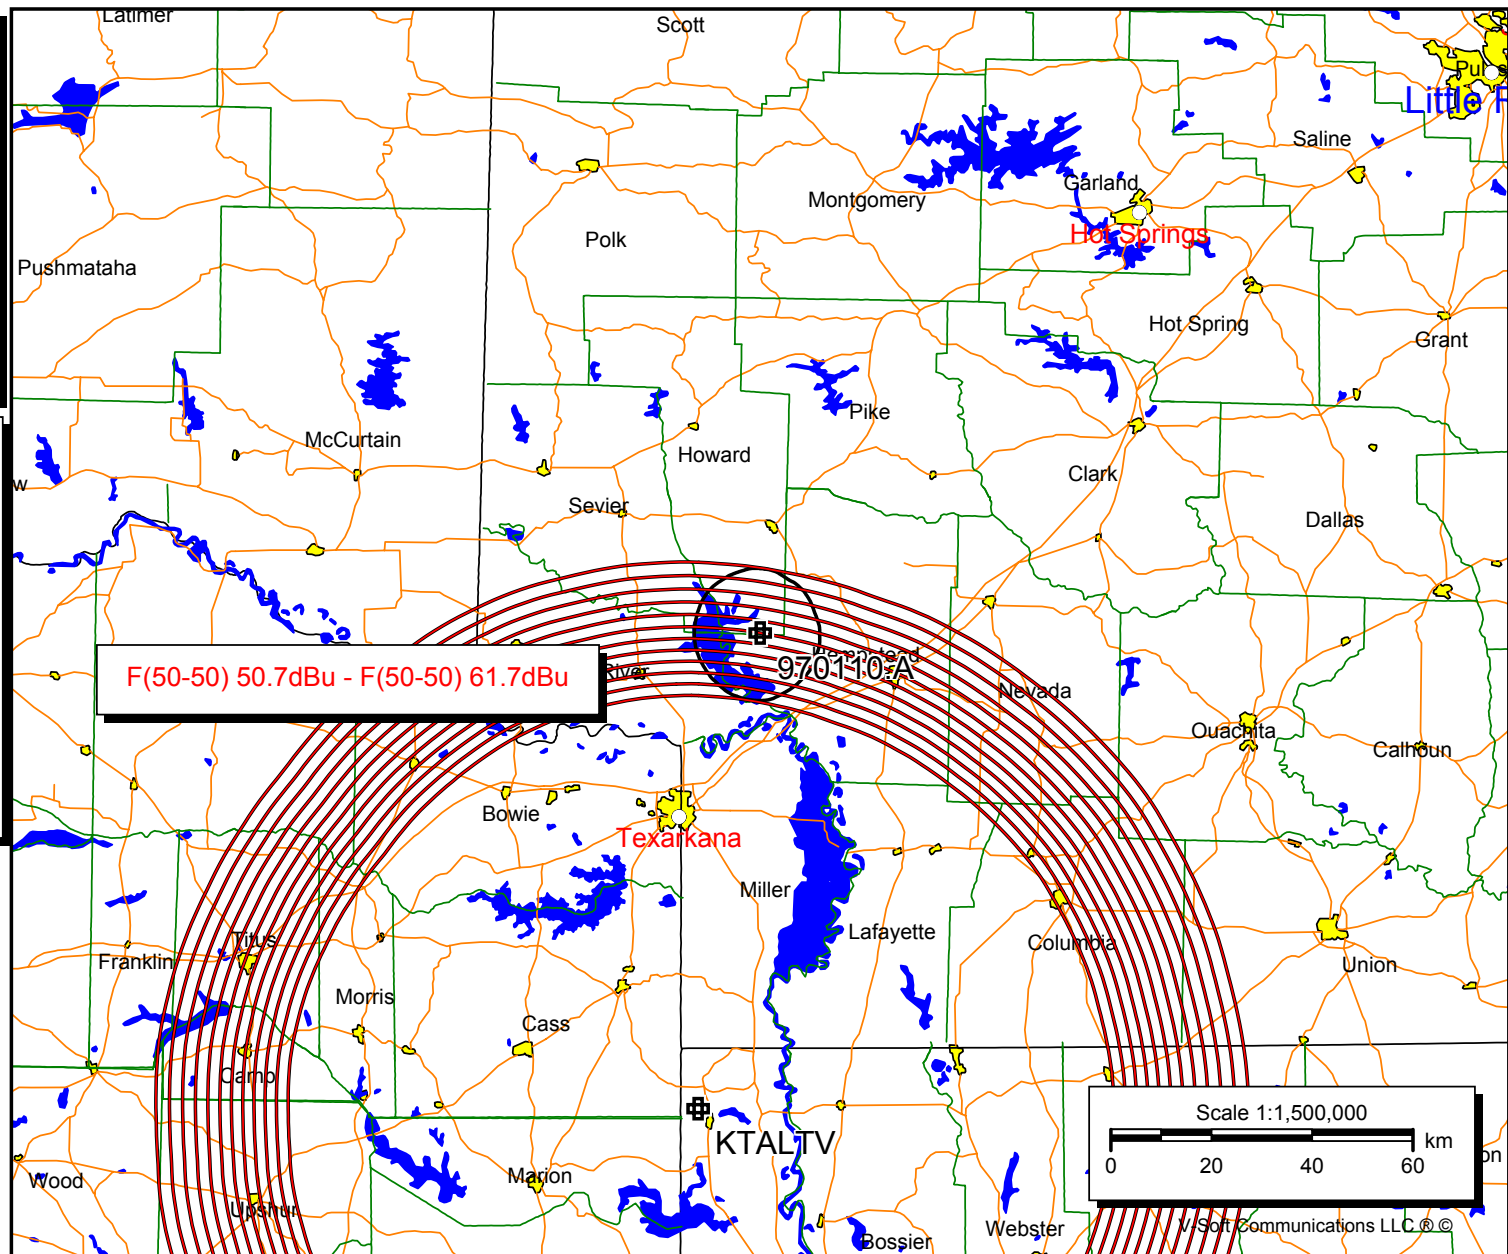 Latimer
Scott
Pulas
Little R
Saline
Garland
Montgomery
Hot Springs
Polk
Pushmataha
Hot Spring
Grant
Pike
McCurtain
Howard
Clark
w
Sevier
Dallas
Hempstead
970110.A
River
F(50-50) 50.7dBu - F(50-50) 61.7dBu
Nevada
Ouachita
Calhoun
Bowie
Texarkana
Miller
Lafayette
Titus
Columbia
Franklin
Union
Morris
Cass
Camp
Scale 1:1,500,000
km
0 20 40 60
KTALTV
on
Wood
Marion
Upshur
Webster
V-Soft Communications LLC ® ©
Bossier